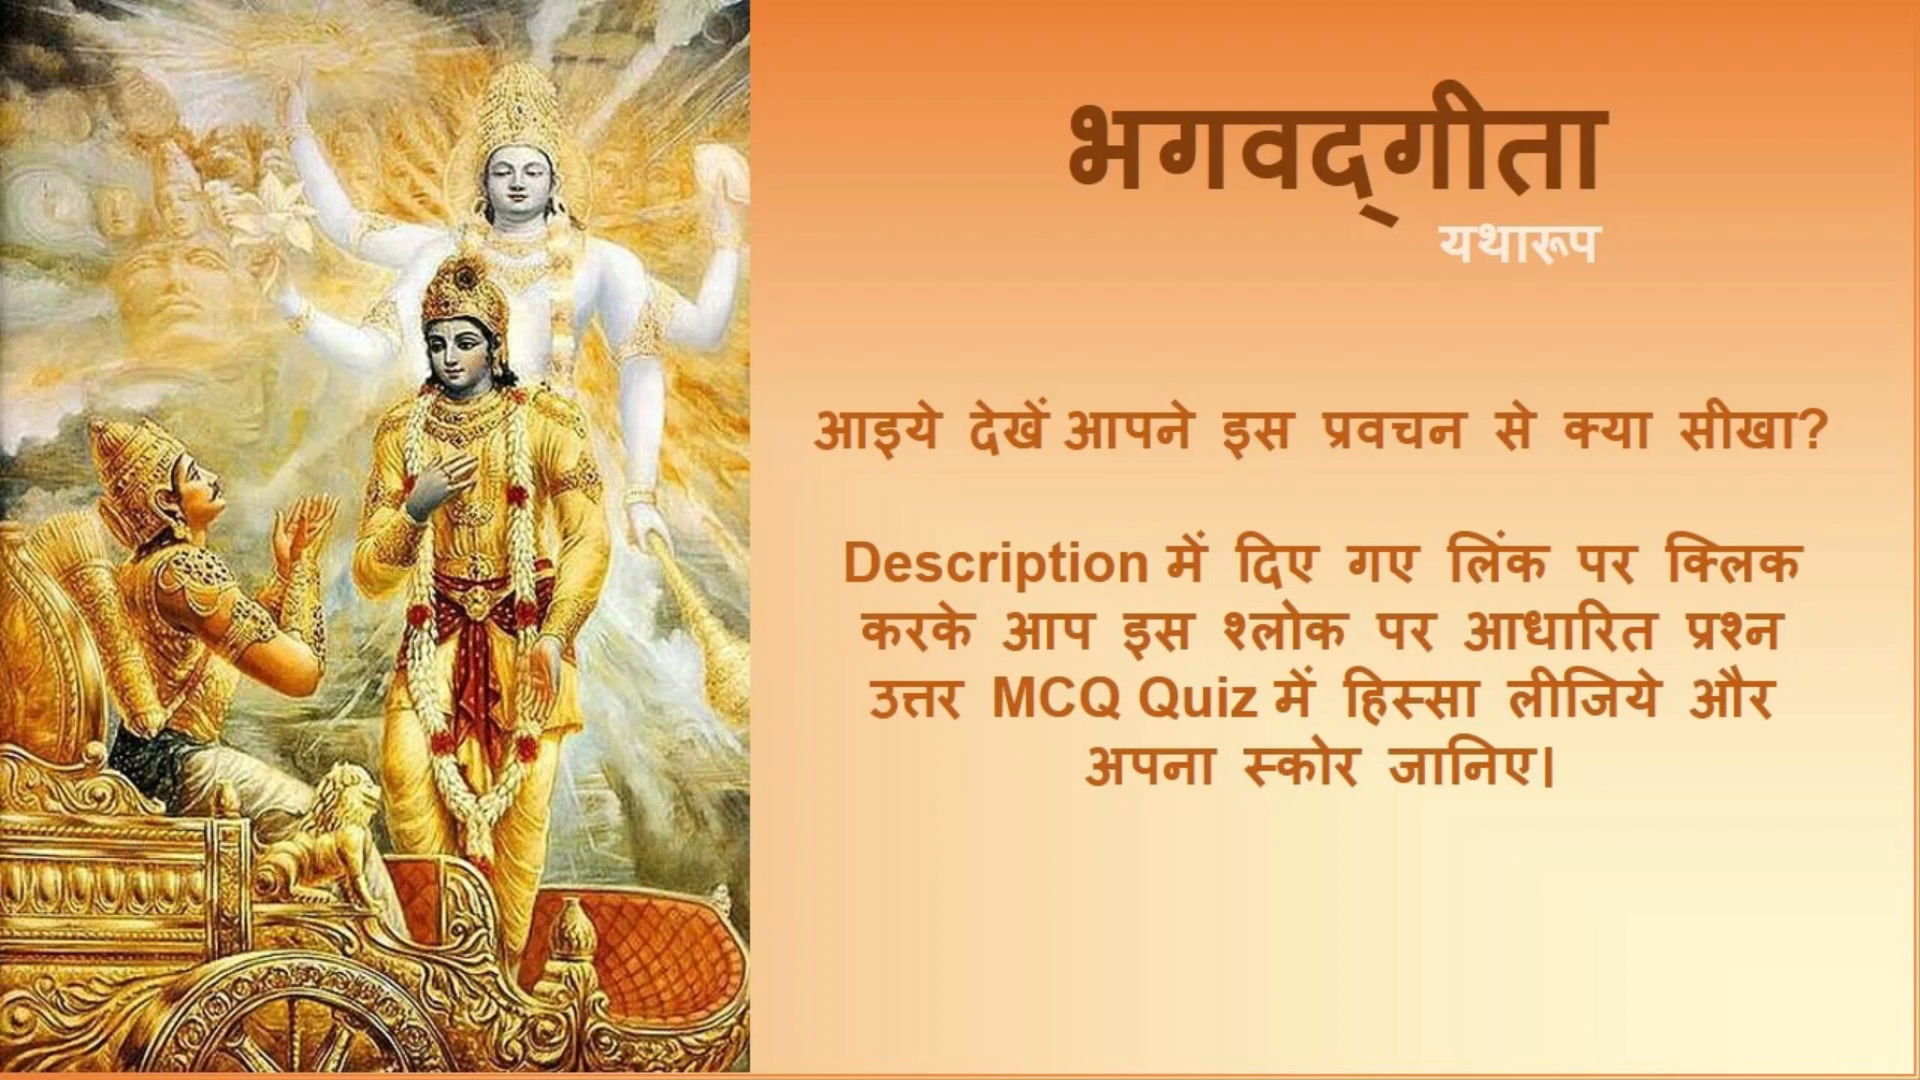 भगवद्गीता
यथारूप
आइये देखें आपने इस प्रवचन से क्या सीखा?
Description में दिए गए लिंक पर क्लिक
करके आप इस श्लोक पर आधारित प्रश्न
उत्तर MCQ Quiz में हिस्सा लीजिये और
अपना स्कोर जानिए।